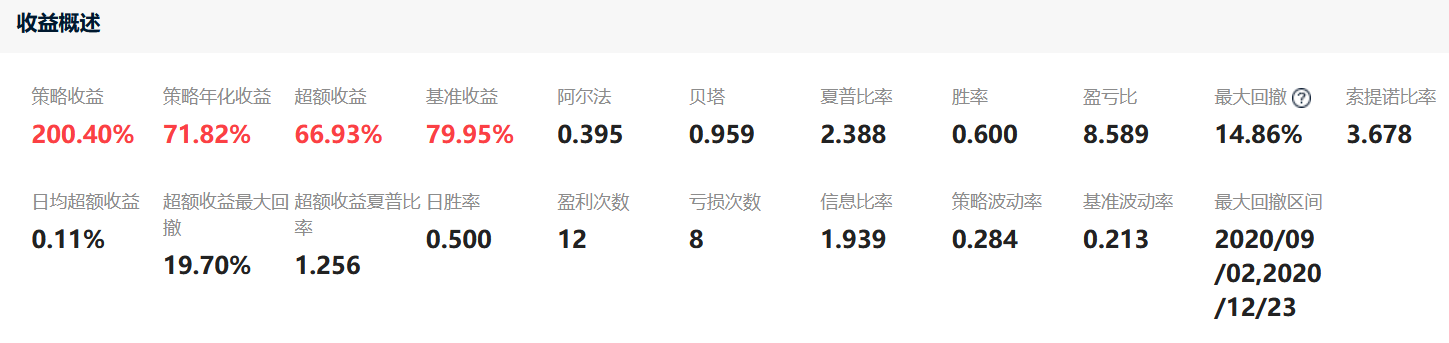 收益概述
策略收益 策略年化收益 超额收益 基准收益 阿尔法 贝塔 夏普比率 胜率 盈亏比 最大回撤 ? 索提诺比率
200.40% 71.82% 66.93% 79.95% 0.395 0.959 2.388 0.600 8.589 14.86% 3.678
日均超额收益 超额收益最大回 超额收益夏普比 日胜率 盈利次数 亏损次数 信息比率 策略波动率 基准波动率 最大回撤区间
撤 率
0.11% 0.500 12 8 1.939 0.284 0.213 2020/09
19.70% 1.256
/02,2020
/12/23